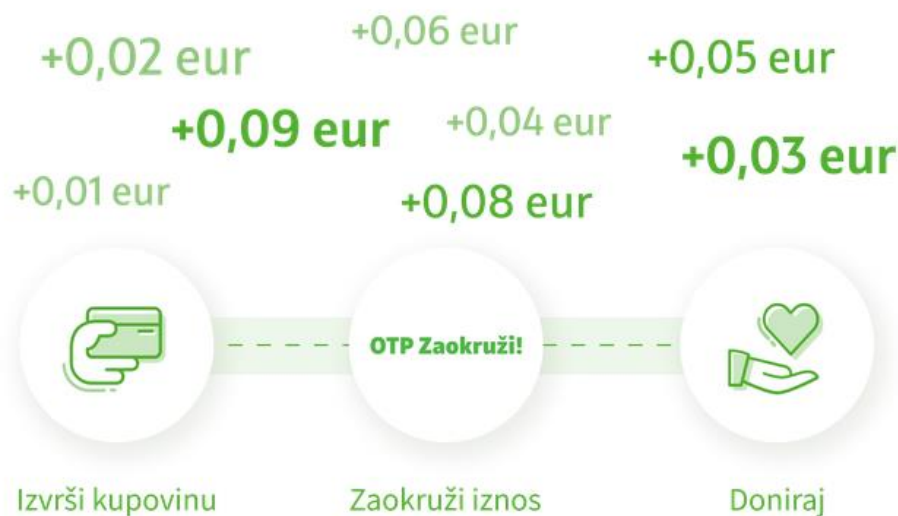 +0,02 eur
+0,06 eur
+0,05 eur
+0,09 eur
+0,04 eur
+0,03 eur
+0,01 eur
+0,08 eur
OTP Zaokruži!
Izvrši kupovinu
Zaokruži iznos
Doniraj